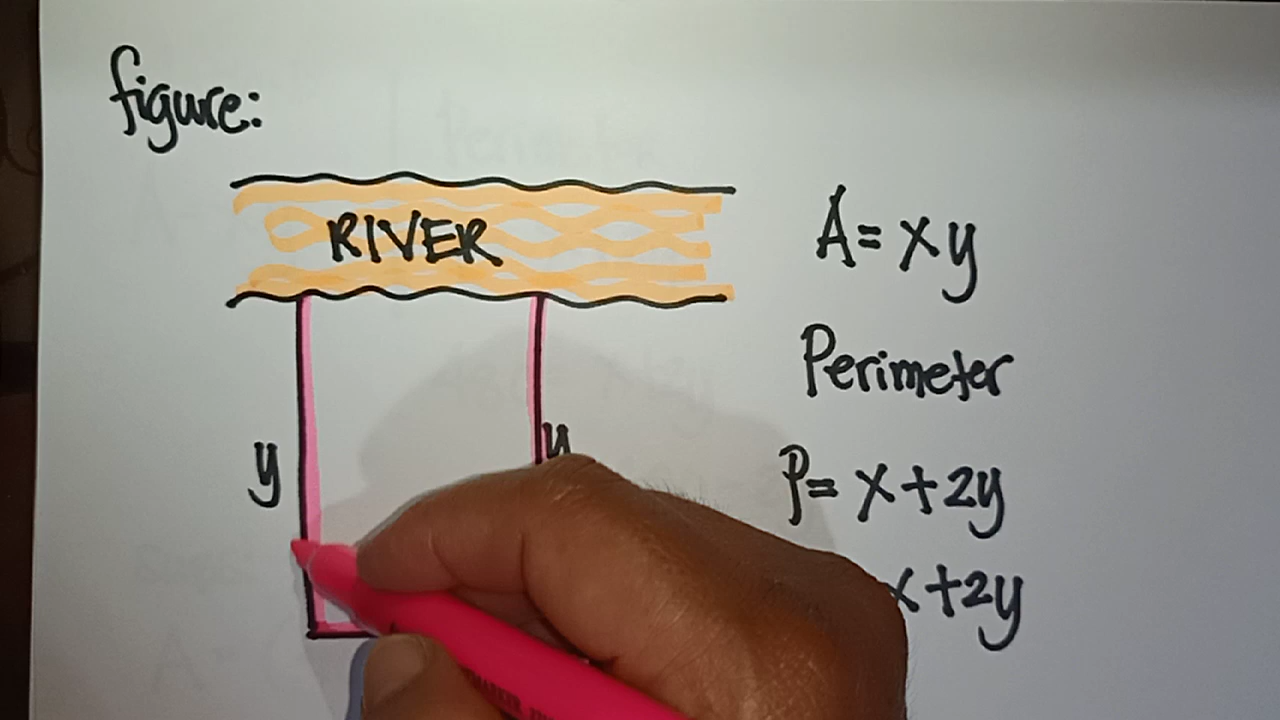 figure:
RIVER
A = xy
Perimeter
y
y
P = x + 2y
x + 2y